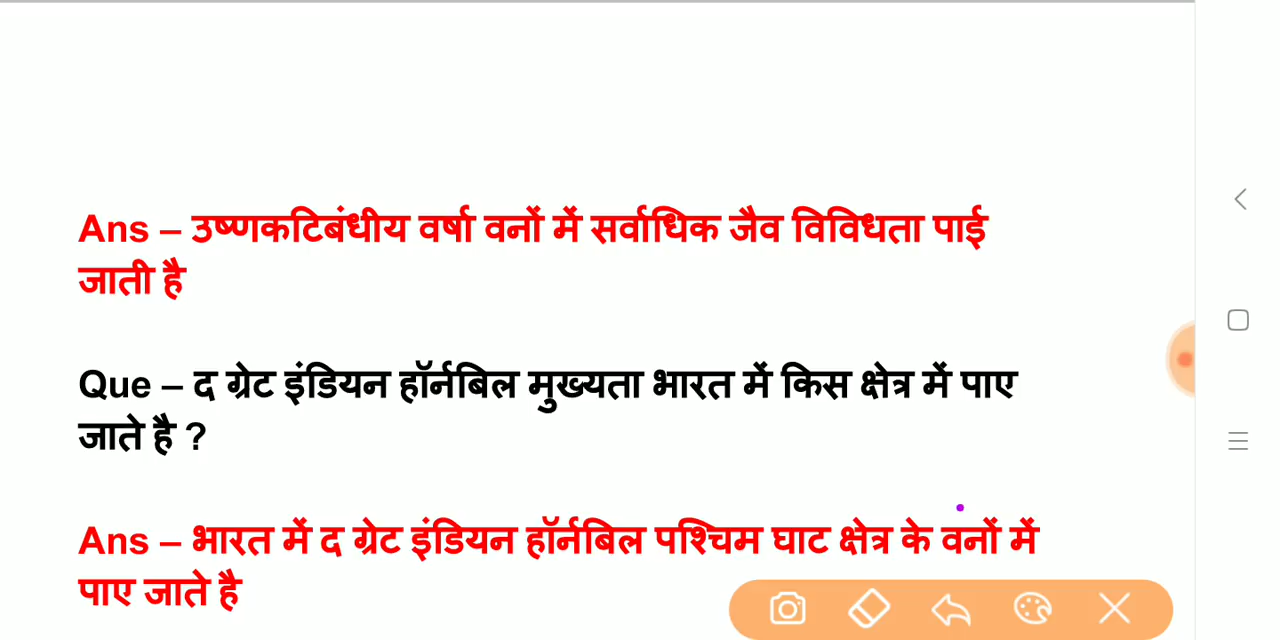 Ans – उष्णकटिबंधीय वर्षा वनों में सर्वाधिक जैव विविधता पाई
जाती है
Que – द ग्रेट इंडियन हॉर्नबिल मुख्यता भारत में किस क्षेत्र में पाए
जाते है ?
Ans – भारत में द ग्रेट इंडियन हॉर्नबिल पश्चिम घाट क्षेत्र के वनों में
पाए जाते है